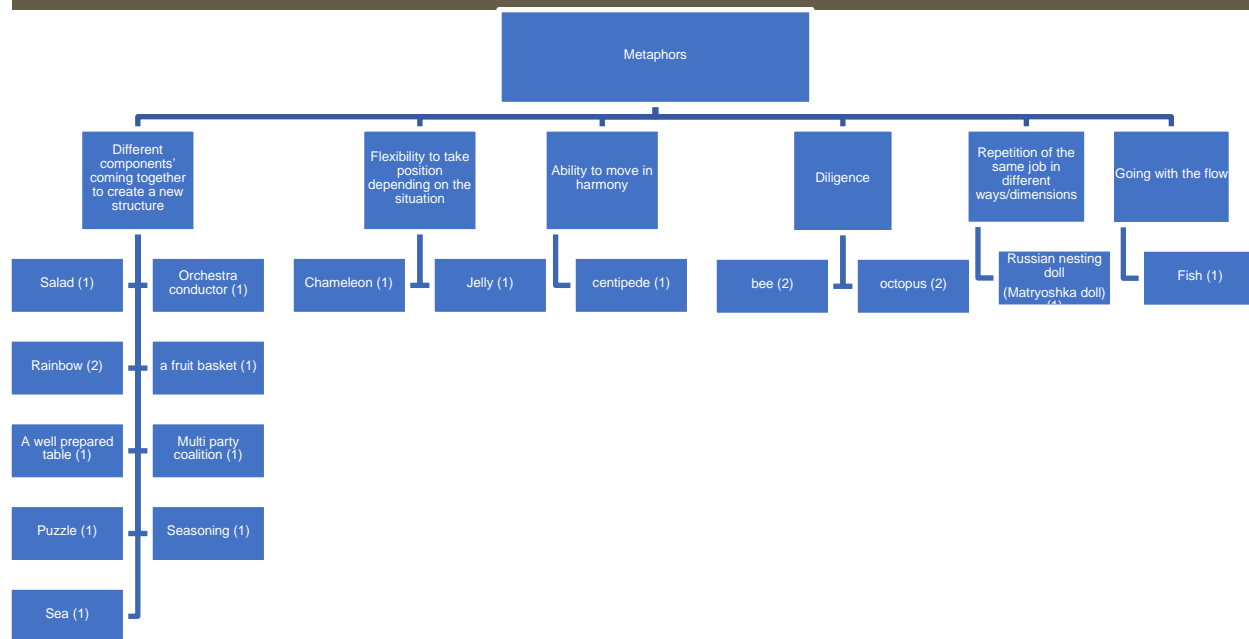 Metaphors
Different
components'
coming together
to create a new
structure
Flexibility to take
position
depending on the
situation
Ability to move in
harmony
Diligence
Repetition of the
same job in
different
ways/dimensions
Going with the flow
Salad (1)
Orchestra
conductor (1)
Chameleon (1)
Jelly (1)
centipede (1)
bee (2)
octopus (2)
Russian nesting
doll
(Matryoshka doll)
(1)
Fish (1)
Rainbow (2)
a fruit basket (1)
A well prepared
table (1)
Multi party
coalition (1)
Puzzle (1)
Seasoning (1)
Sea (1)